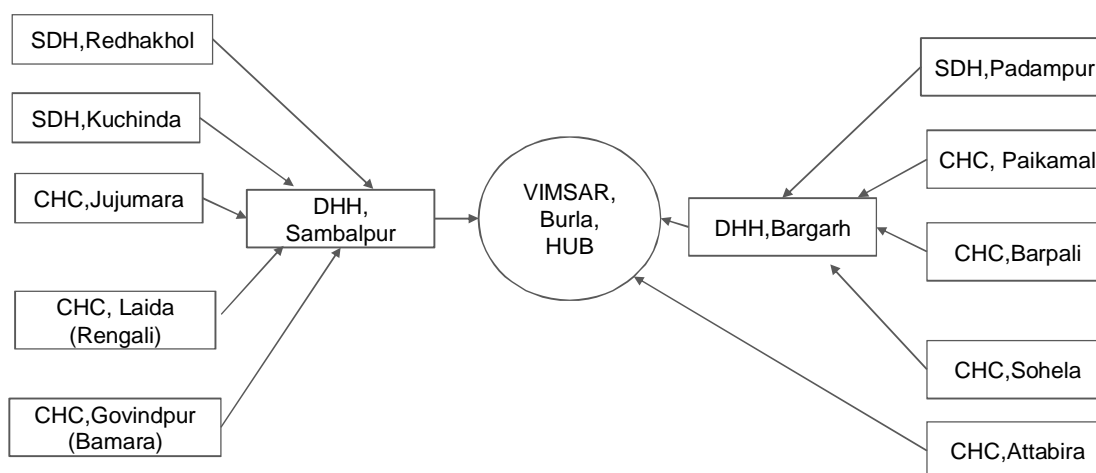 SDH,Redhakhol
SDH,Kuchinda
CHC,Jujumara
CHC, Laida
(Rengali)
CHC,Govindpur
(Bamara)
DHH,
Sambalpur
VIMSAR,
Burla,
HUB
DHH,Bargarh
SDH,Padampur
CHC, Paikamal
CHC,Barpali
CHC,Sohela
CHC,Attabira